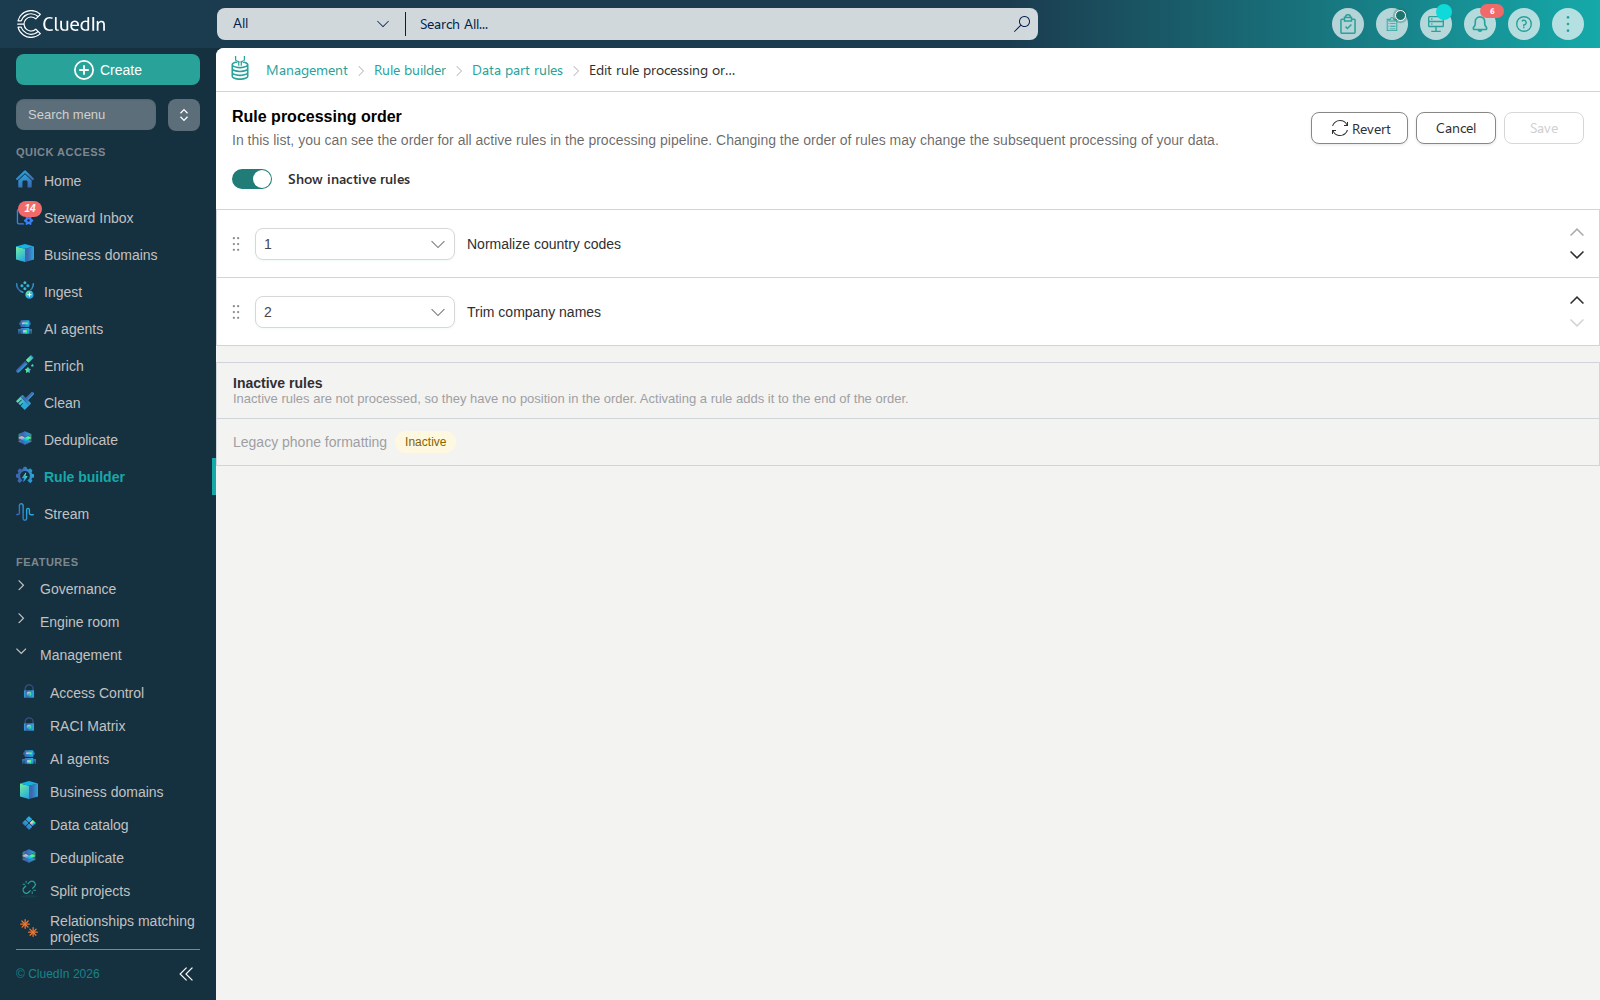 CluedIn
All
Search All...
6
Create
Search menu
QUICK ACCESS
Home
14
Steward Inbox
Business domains
Ingest
AI agents
Enrich
Clean
Deduplicate
Rule builder
Stream
FEATURES
Governance
Engine room
Management
Access Control
RACI Matrix
AI agents
Business domains
Data catalog
Deduplicate
Split projects
Relationships matching
projects
© CluedIn 2026
Management
Rule builder
Data part rules
Edit rule processing or...
Rule processing order
In this list, you can see the order for all active rules in the processing pipeline. Changing the order of rules may change the subsequent processing of your data.
Revert
Cancel
Save
Show inactive rules
1
Normalize country codes
2
Trim company names
Inactive rules
Inactive rules are not processed, so they have no position in the order. Activating a rule adds it to the end of the order.
Legacy phone formatting
Inactive